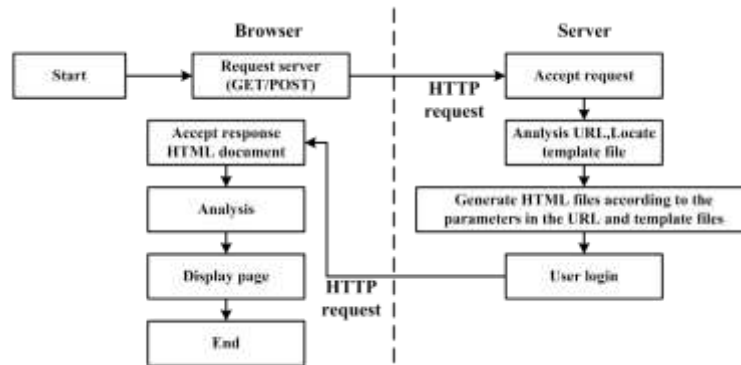 Browser
Server
Start
Request server
(GET/POST)
HTTP
request
Accept request
Analysis URL,Locate
template file
Generate HTML files according to the
parameters in the URL and template files
User login
HTTP
request
Accept response
HTML document
Analysis
Display page
End